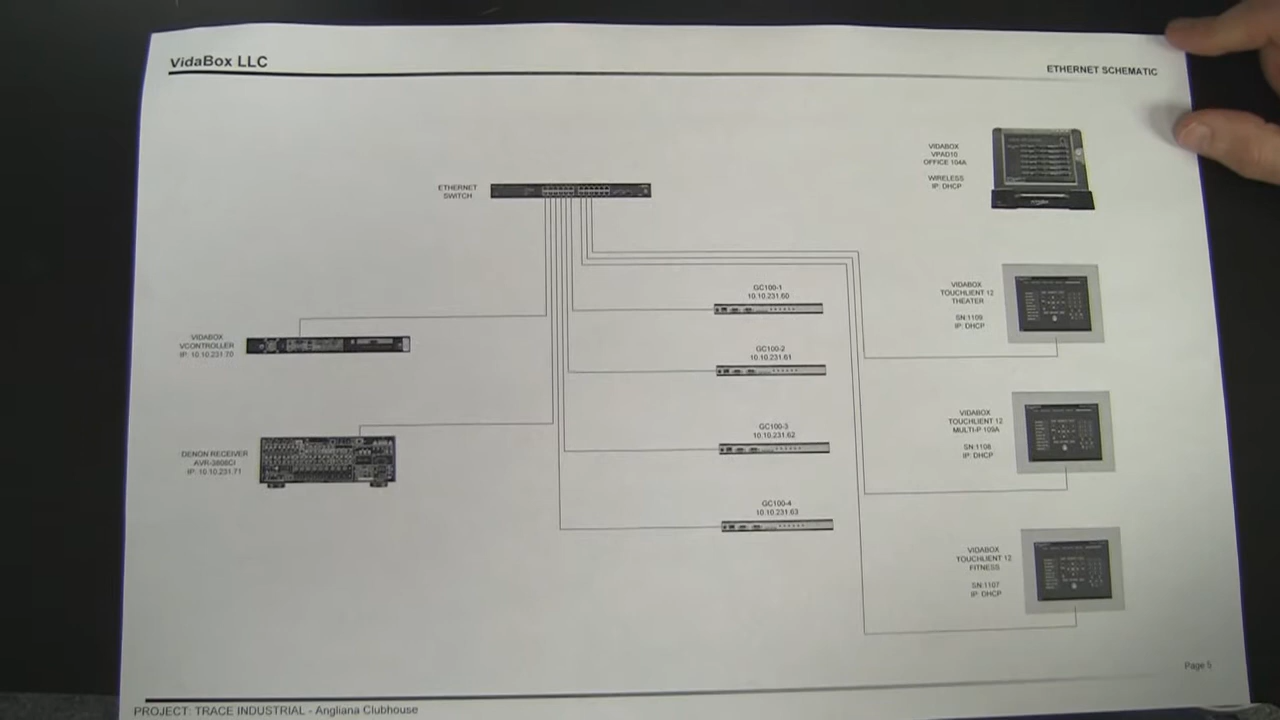 VidaBox LLC
ETHERNET SCHEMATIC
VIDABOX
VPAD10
OFFICE 104A
WIRELESS
IP: DHCP
ETHERNET
SWITCH
GC100-1
10.10.231.60
VIDABOX
TOUCHLIENT 12
THEATER
SN:1109
IP: DHCP
VIDABOX
VCONTROLLER
IP: 10.10.231.70
GC100-2
10.10.231.61
VIDABOX
TOUCHLIENT 12
MULTI-P 109A
SN:1108
IP: DHCP
GC100-3
10.10.231.62
DENON RECEIVER
AVR-3808CI
IP: 10.10.231.71
GC100-4
10.10.231.63
VIDABOX
TOUCHLIENT 12
FITNESS
SN:1107
IP: DHCP
Page 5
PROJECT: TRACE INDUSTRIAL - Angliana Clubhouse